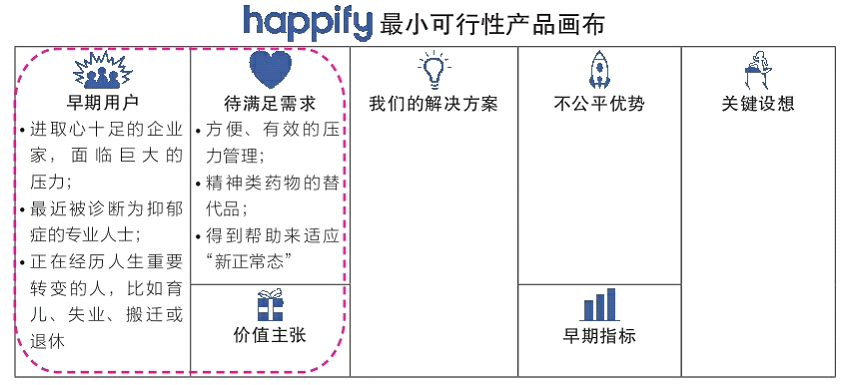 happify 最小可行性产品画布
早期用户
• 进取心十足的企业
家，面临巨大的
压力；
• 最近被诊断为抑郁
症的专业人士；
• 正在经历人生重要
转变的人，比如育
儿、失业、搬迁或
退休
待满足需求
• 方便、有效的压
力管理；
• 精神类药物的替
代品；
• 得到帮助来适应
“新正常态”
价值主张
我们的解决方案
不公平优势
早期指标
关键设想